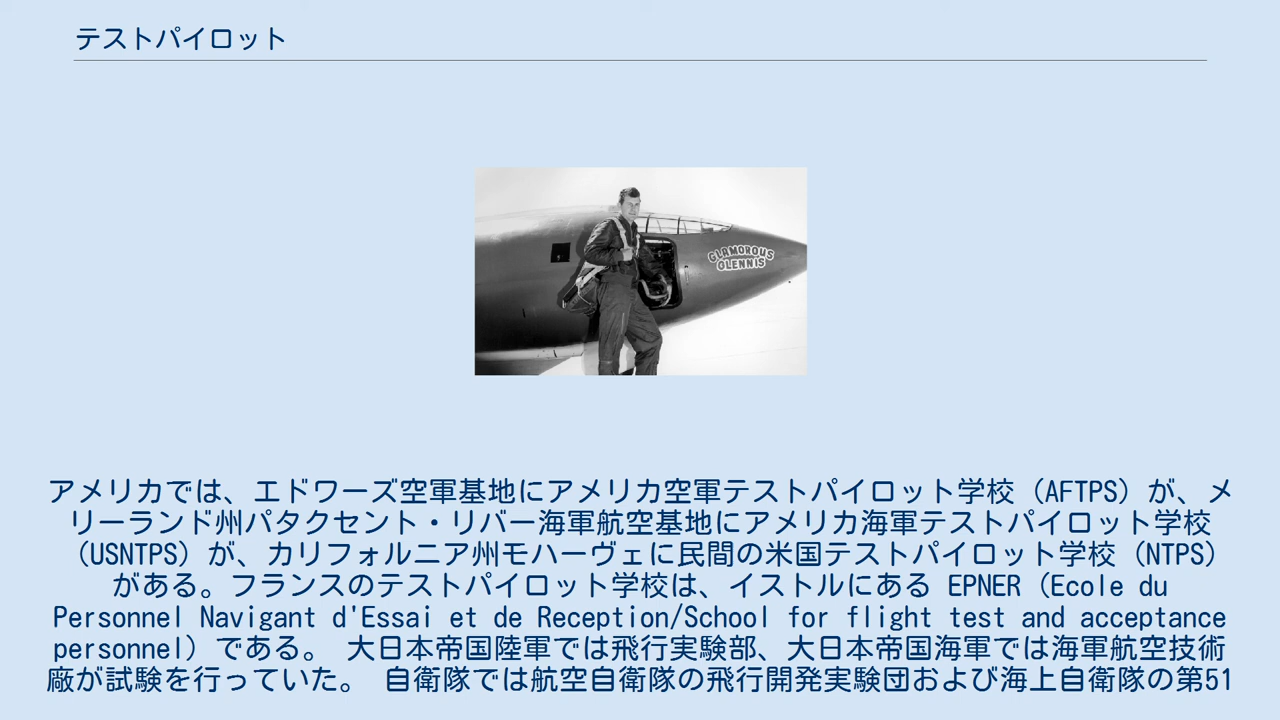 テストパイロット
GLAMOROUS
GLENNIS
アメリカでは、エドワーズ空軍基地にアメリカ空軍テストパイロット学校（AFTPS）が、メ
リーランド州パタクセント・リバー海軍航空基地にアメリカ海軍テストパイロット学校
（USNTPS）が、カリフォルニア州モハーヴェに民間の米国テストパイロット学校（NTPS）
がある。フランスのテストパイロット学校は、イストルにある EPNER（Ecole du
Personnel Navigant d'Essai et de Reception/School for flight test and acceptance
personnel）である。 大日本帝国陸軍では飛行実験部、大日本帝国海軍では海軍航空技術
廠が試験を行っていた。 自衛隊では航空自衛隊の飛行開発実験団および海上自衛隊の第51